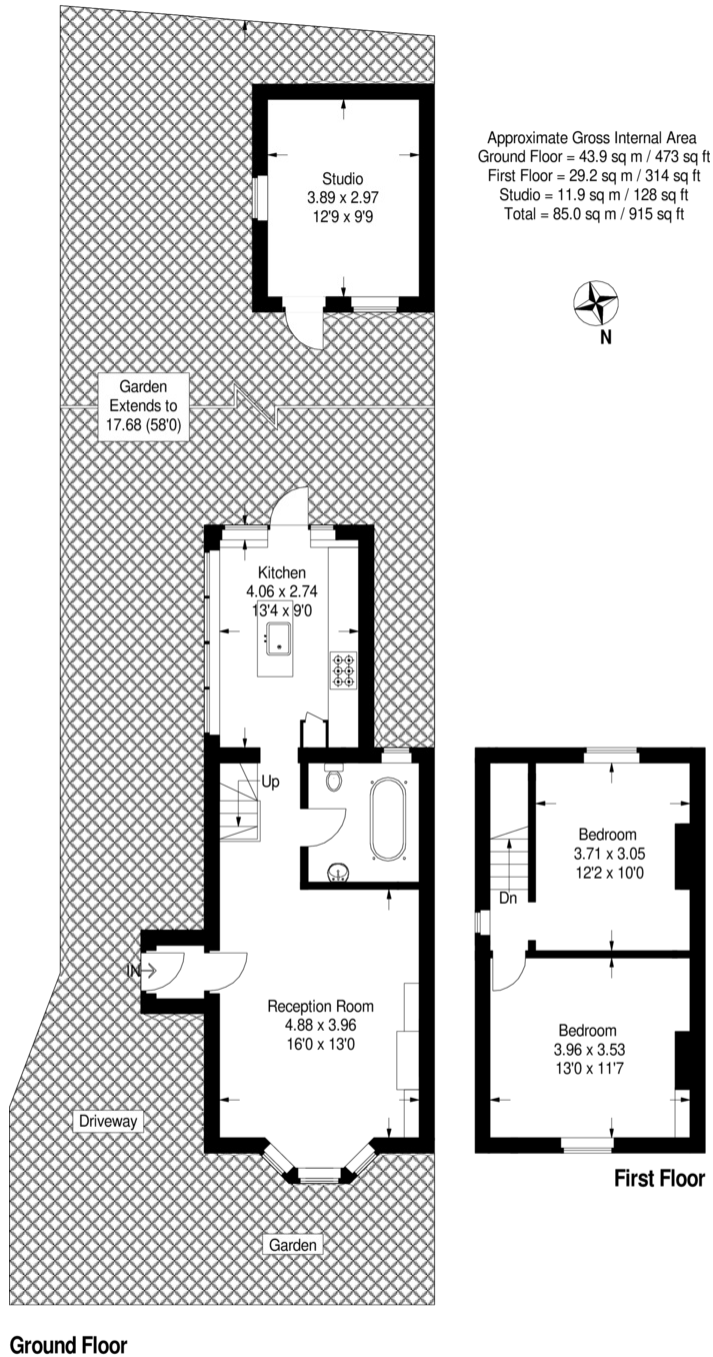 Studio
3.89 x 2.97
12'9 x 9'9
Approximate Gross Internal Area
Ground Floor = 43.9 sq m / 473 sq ft
First Floor = 29.2 sq m / 314 sq ft
Studio = 11.9 sq m / 128 sq ft
Total = 85.0 sq m / 915 sq ft
N
Garden
Extends to
17.68 (58'0)
Kitchen
4.06 x 2.74
13'4 x 9'0
Up
IN
Reception Room
4.88 x 3.96
16'0 x 13'0
Driveway
Garden
Bedroom
3.71 x 3.05
12'2 x 10'0
Dn
Bedroom
3.96 x 3.53
13'0 x 11'7
First Floor
Ground Floor